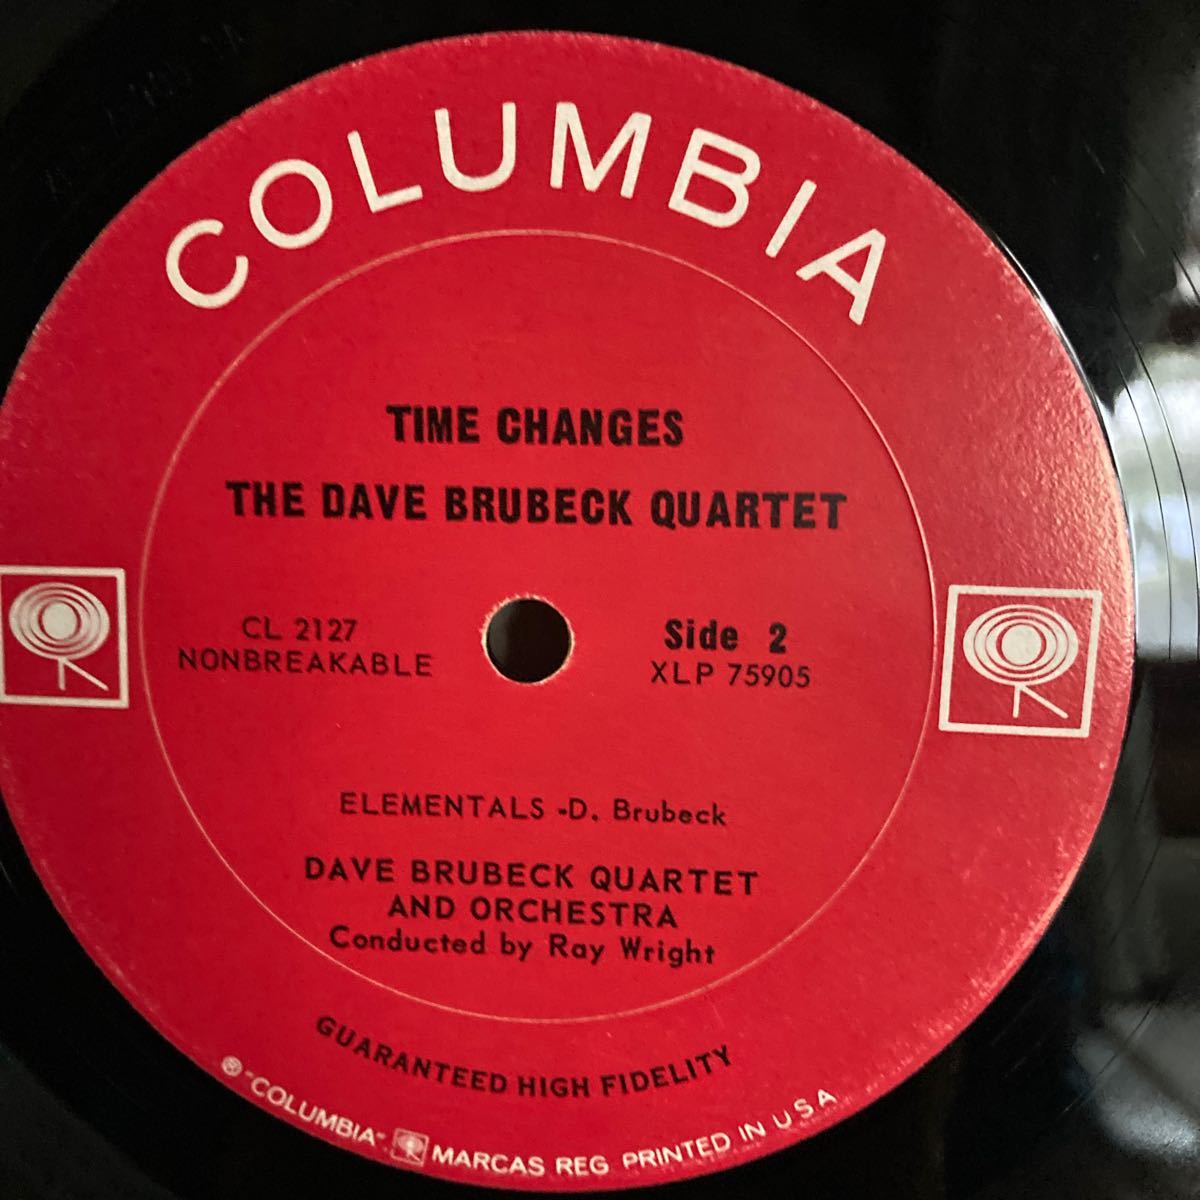 COLUMBIA
TIME CHANGES
THE DAVE BRUBECK QUARTET
CL 2127
NONBREAKABLE
Side 2
XLP 75905
ELEMENTALS -D. Brubeck
DAVE BRUBECK QUARTET
AND ORCHESTRA
Conducted by Ray Wright
GUARANTEED HIGH FIDELITY
® "COLUMBIA". MARCAS REG PRINTED IN U S A